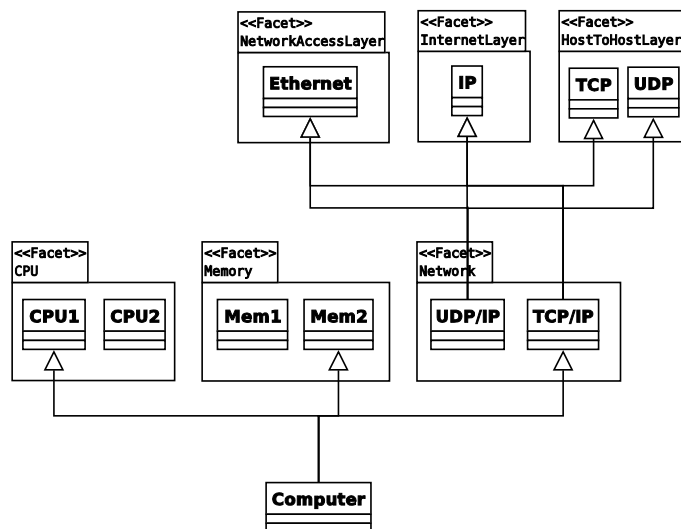 <<Facet>>
NetworkAccessLayer
<<Facet>>
InternetLayer
<<Facet>>
HostToHostLayer
Ethernet
IP
TCP
UDP
<<Facet>>
CPU
<<Facet>>
Memory
<<Facet>>
Network
CPU1
CPU2
Mem1
Mem2
UDP/IP
TCP/IP
Computer